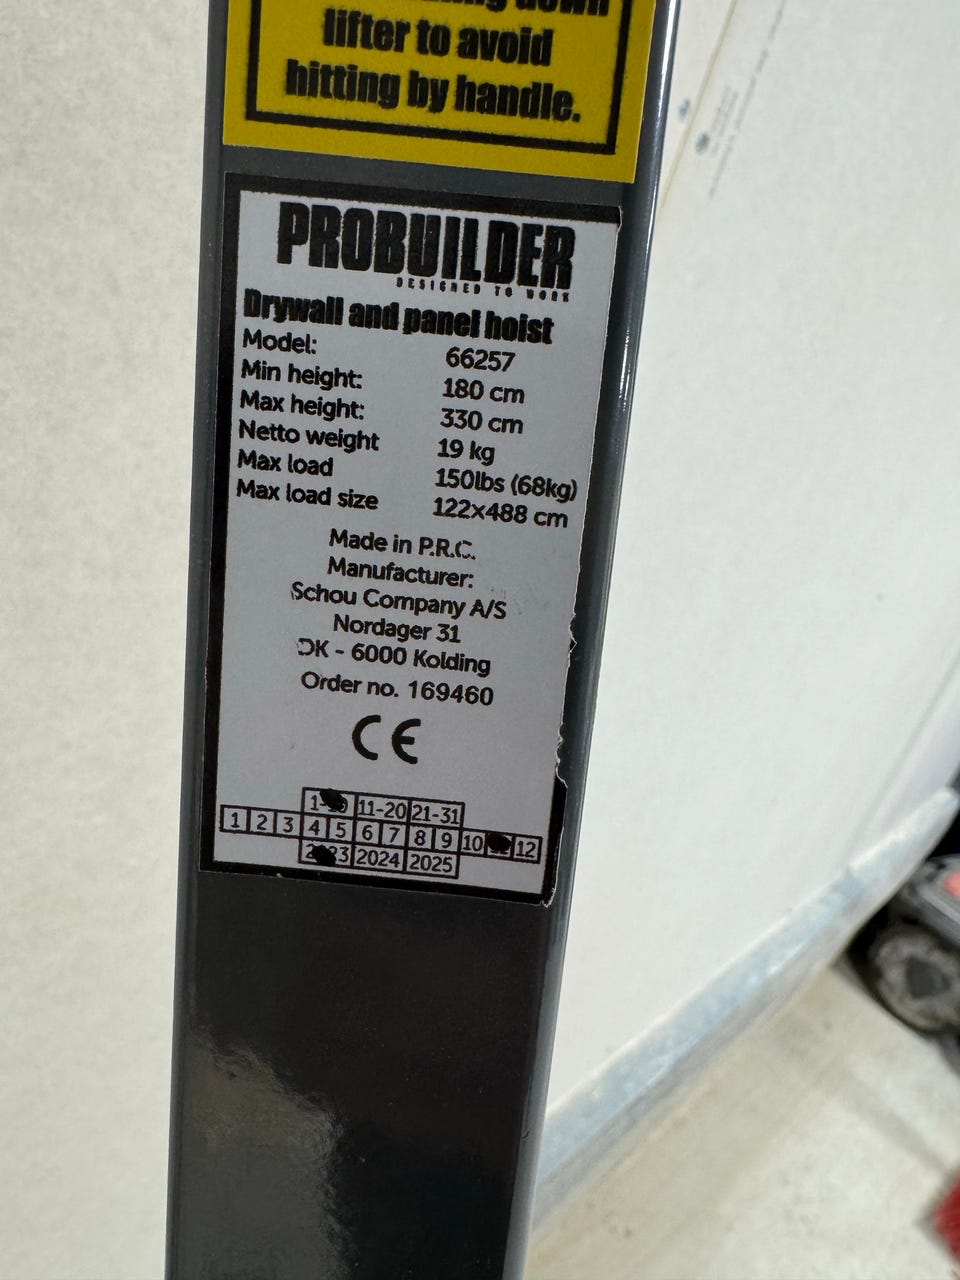 down
lifter to avoid
hitting by handle.
PROBUILDER
DESIGNED TO WORK
Drywall and panel hoist
Model: 66257
Min height: 180 cm
Max height: 330 cm
Netto weight 19 kg
Max load 150lbs (68kg)
Max load size 122x488 cm
Made in P.R.C.
Manufacturer:
Schou Company A/S
Nordager 31
DK - 6000 Kolding
Order no. 169460
CE
11-20 21-31
1 2 3 4 5 6 7 8 9 10 12
2024 2025